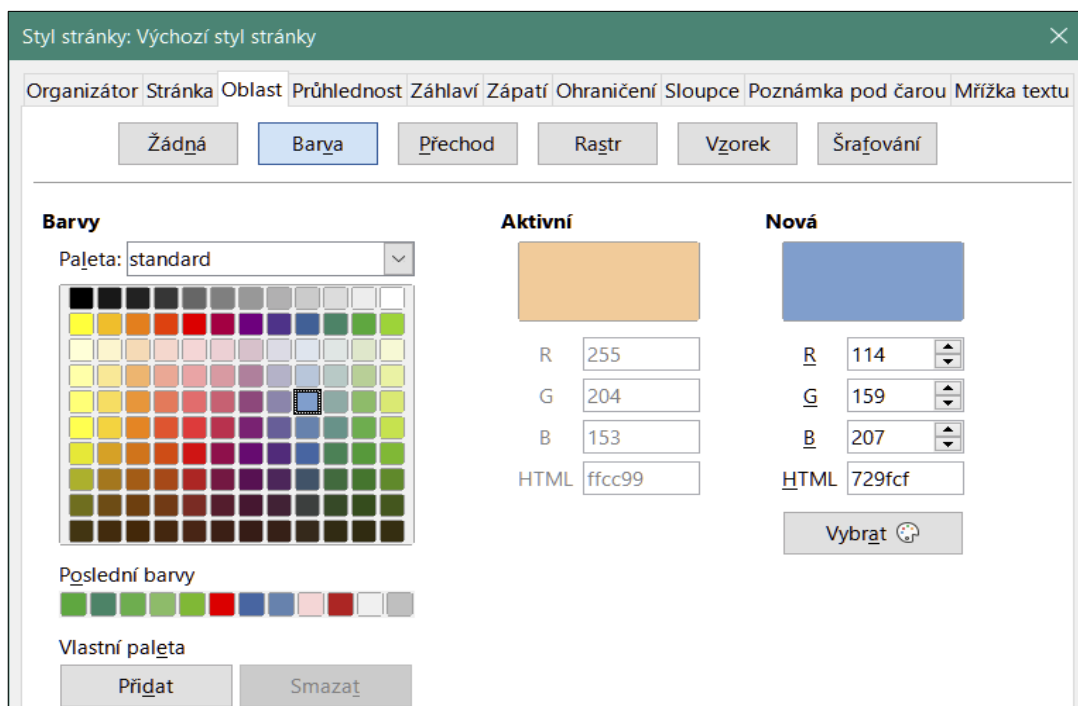 Styl stránky: Výchozí styl stránky
Organizátor Stránka Oblast Průhlednost Záhlaví Zápatí Ohraničení Sloupce Poznámka pod čarou Mřížka textu
Žádná Barva Přechod Rastr Vzorek Šrafování
Barvy Aktivní Nová
Paleta: standard
R 255 R 114
G 204 G 159
B 153 B 207
HTML ffcc99 HTML 729fcf
Vybrat
Poslední barvy
Vlastní paleta
Přidat Smazat